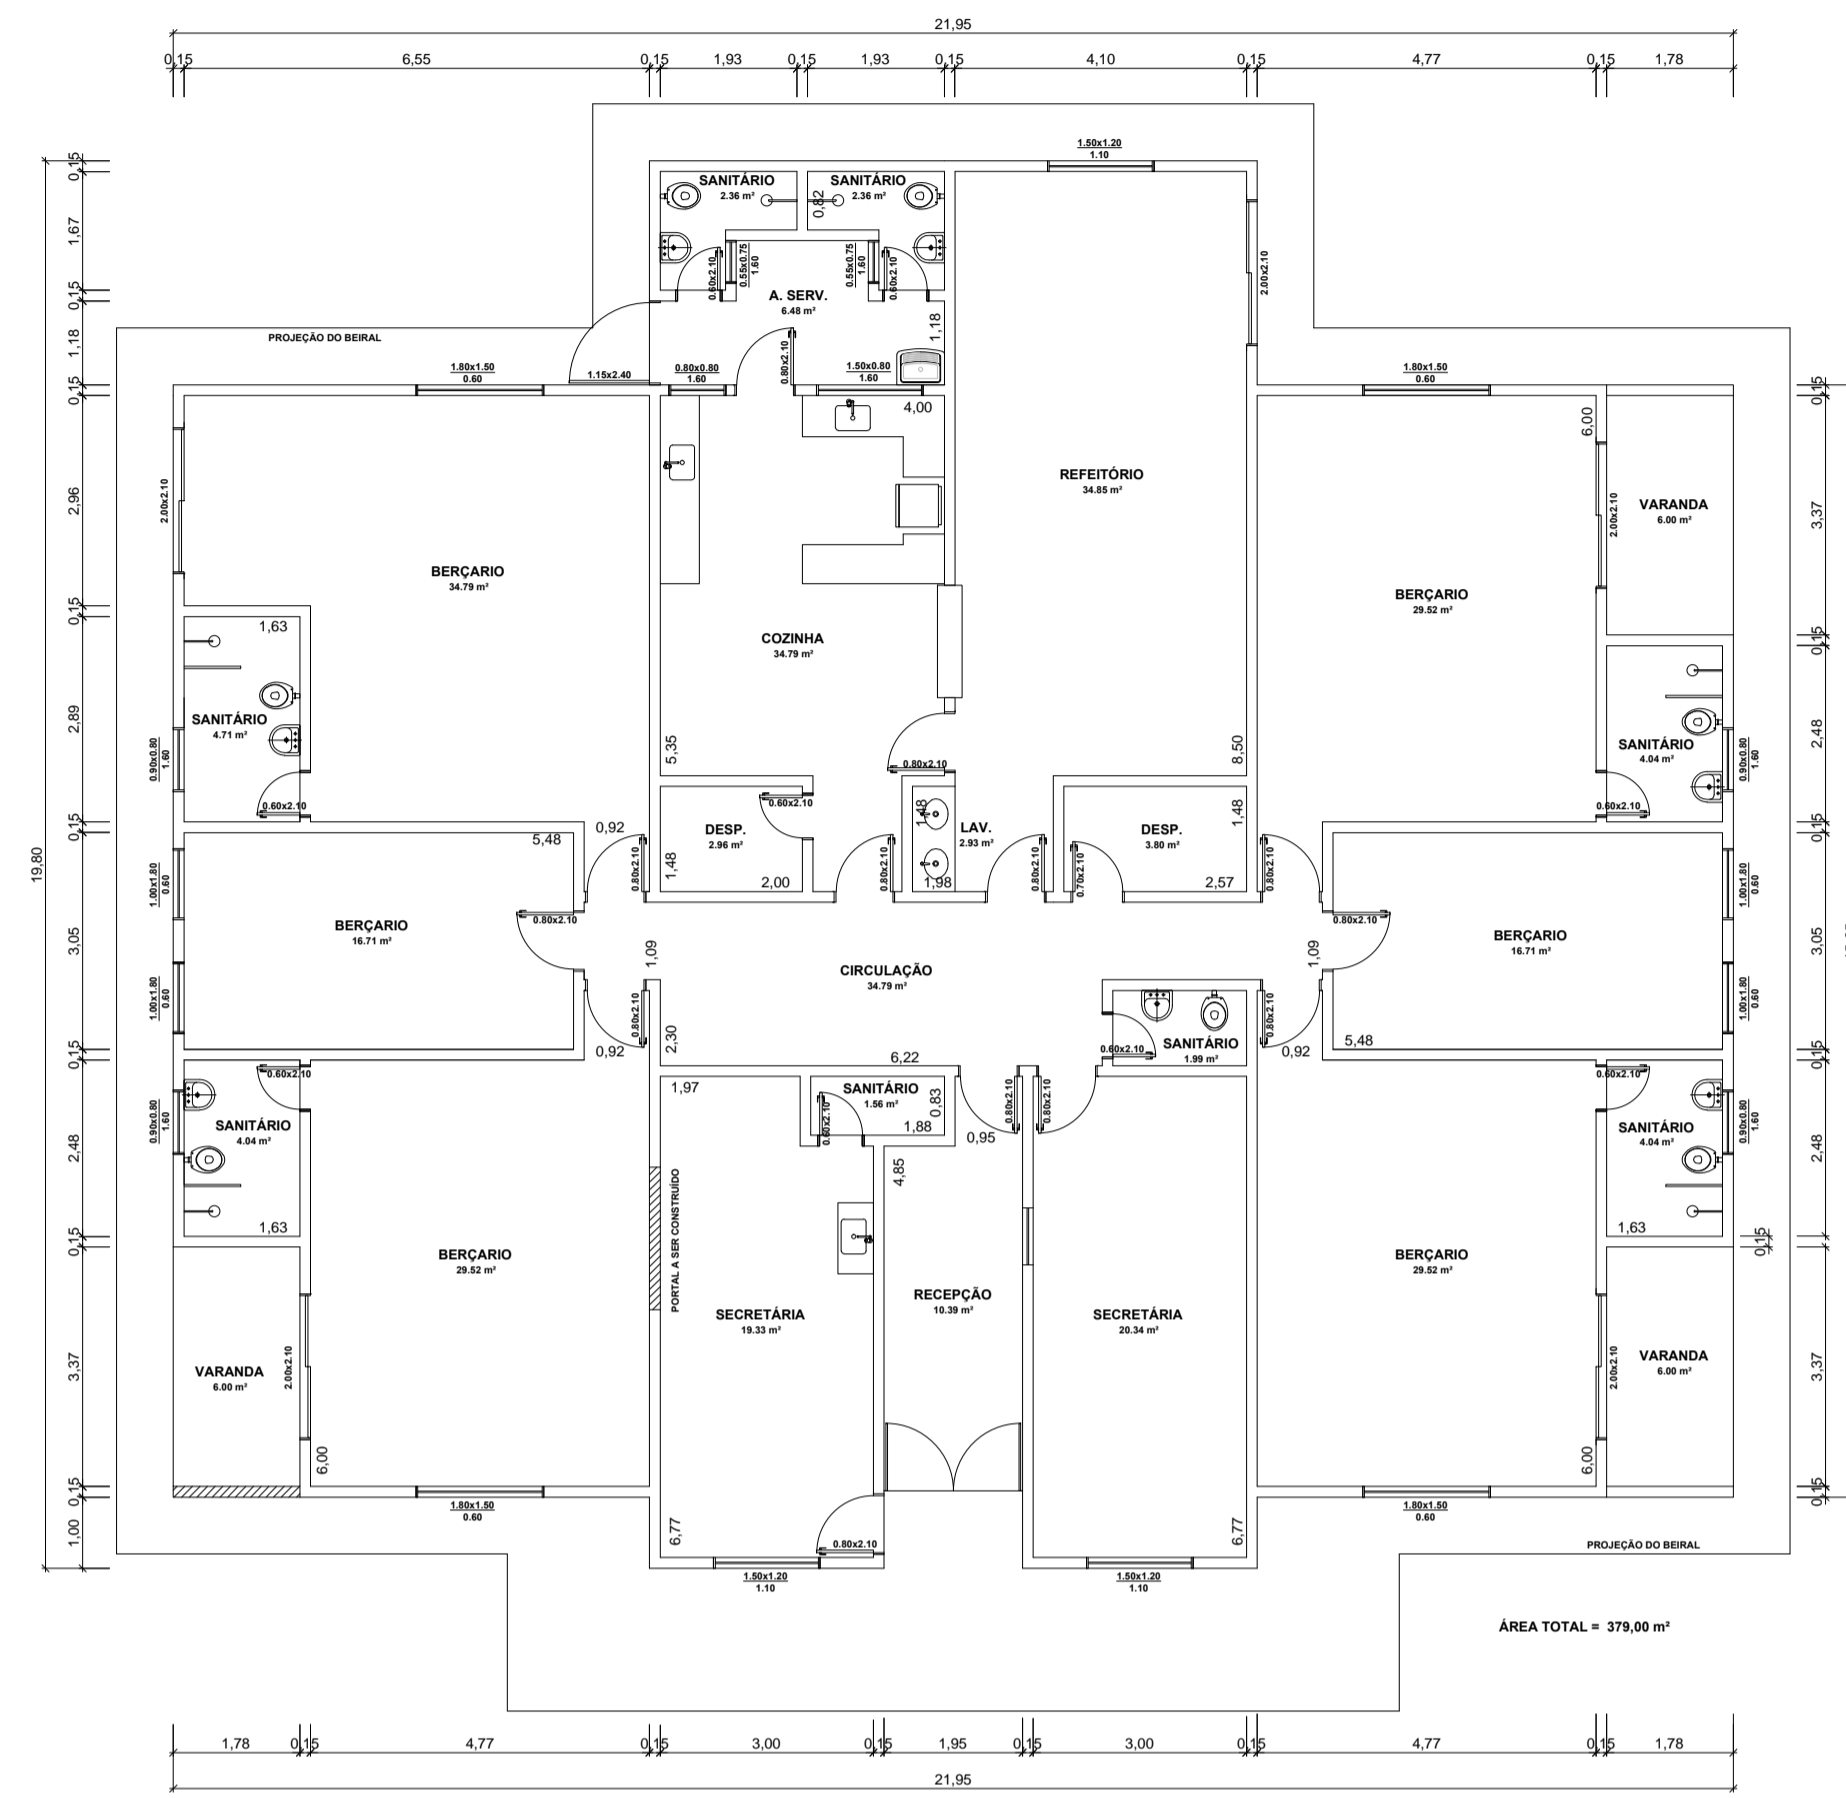 21,95
0,15 6,55 0,15 1,93 0,15 1,93 0,15 4,10 0,15 4,77 0,15 1,78
1.50x1.20
1.10
SANITÁRIO
2.36 m²
SANITÁRIO
2.36 m²
0,82
0.60x2.10
0.55x0.75
1.60
0.55x0.75
1.60
0.60x2.10
2.00x2.10
A. SERV.
6.48 m²
1,18
PROJEÇÃO DO BEIRAL
1.80x1.50
0.60
1.15x2.40
0.80x0.80
1.60
0.80x2.10
1.50x0.80
1.60
1.80x1.50
0.60
4,00
6,00
2.00x2.10
REFEITÓRIO
34.85 m²
2.00x2.10
VARANDA
6.00 m²
BERÇARIO
34.79 m²
BERÇARIO
29.52 m²
1,63
COZINHA
34.79 m²
SANITÁRIO
4.71 m²
0.90x0.80
1.60
0.60x2.10
5,35
0.80x2.10
8,50
SANITÁRIO
4.04 m²
0.90x0.80
1.60
0.60x2.10
0.60x2.10
5,48
0,92
0.80x2.10
DESP.
2.96 m²
1,48
2,00
0.80x2.10
1,48
LAV.
2.93 m²
1,98
0.80x2.10
0.70x2.10
DESP.
3.80 m²
1,48
2,57
0.80x2.10
1.00x1.80
0.60
1.00x1.80
0.60
BERÇARIO
16.71 m²
0.80x2.10
1,09
CIRCULAÇÃO
34.79 m²
1,09
0.80x2.10
BERÇARIO
16.71 m²
1.00x1.80
0.60
1.00x1.80
0.60
0.80x2.10
0,92
2,30
6,22
0.60x2.10
SANITÁRIO
1.99 m²
0.80x2.10
0,92
5,48
0.60x2.10
0.90x0.80
1.60
SANITÁRIO
4.04 m²
1,63
1,97
SANITÁRIO
1.56 m²
0,83
1,88
0.60x2.10
0.80x2.10
0,95
0.80x2.10
4,85
0.60x2.10
SANITÁRIO
4.04 m²
0.90x0.80
1.60
1,63
PORTAL A SER CONSTRUÍDO
BERÇARIO
29.52 m²
SECRETÁRIA
19.33 m²
RECEPÇÃO
10.39 m²
SECRETÁRIA
20.34 m²
BERÇARIO
29.52 m²
VARANDA
6.00 m²
2.00x2.10
6,00
2.00x2.10
VARANDA
6.00 m²
6,00
1.80x1.50
0.60
6,77
0.80x2.10
6,77
1.80x1.50
0.60
PROJEÇÃO DO BEIRAL
1.50x1.20
1.10
1.50x1.20
1.10
ÁREA TOTAL = 379,00 m²
19,80
0,15
1,67
0,15
1,18
0,15
2,96
0,15
2,89
0,15
3,05
0,15
2,48
0,15
3,37
0,15
1,00
0,15
3,37
0,15
2,48
0,15
3,05
0,15
2,48
0,15
3,37
0,15
1,78 0,15 4,77 0,15 3,00 0,15 1,95 0,15 3,00 0,15 4,77 0,15 1,78
21,95